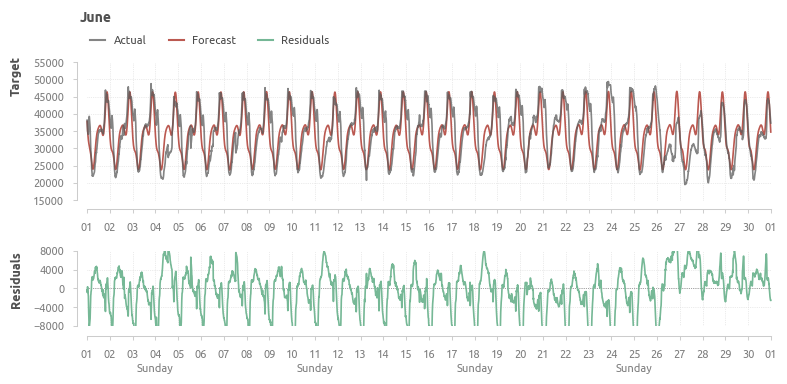 June
Actual Forecast Residuals
Target
55000
50000
45000
40000
35000
30000
25000
20000
15000
01 02 03 04 05 06 07 08 09 10 11 12 13 14 15 16 17 18 19 20 21 22 23 24 25 26 27 28 29 30 01
Residuals
8000
4000
0
−4000
−8000
01 02 03 04 05 06 07 08 09 10 11 12 13 14 15 16 17 18 19 20 21 22 23 24 25 26 27 28 29 30 01
Sunday Sunday Sunday Sunday